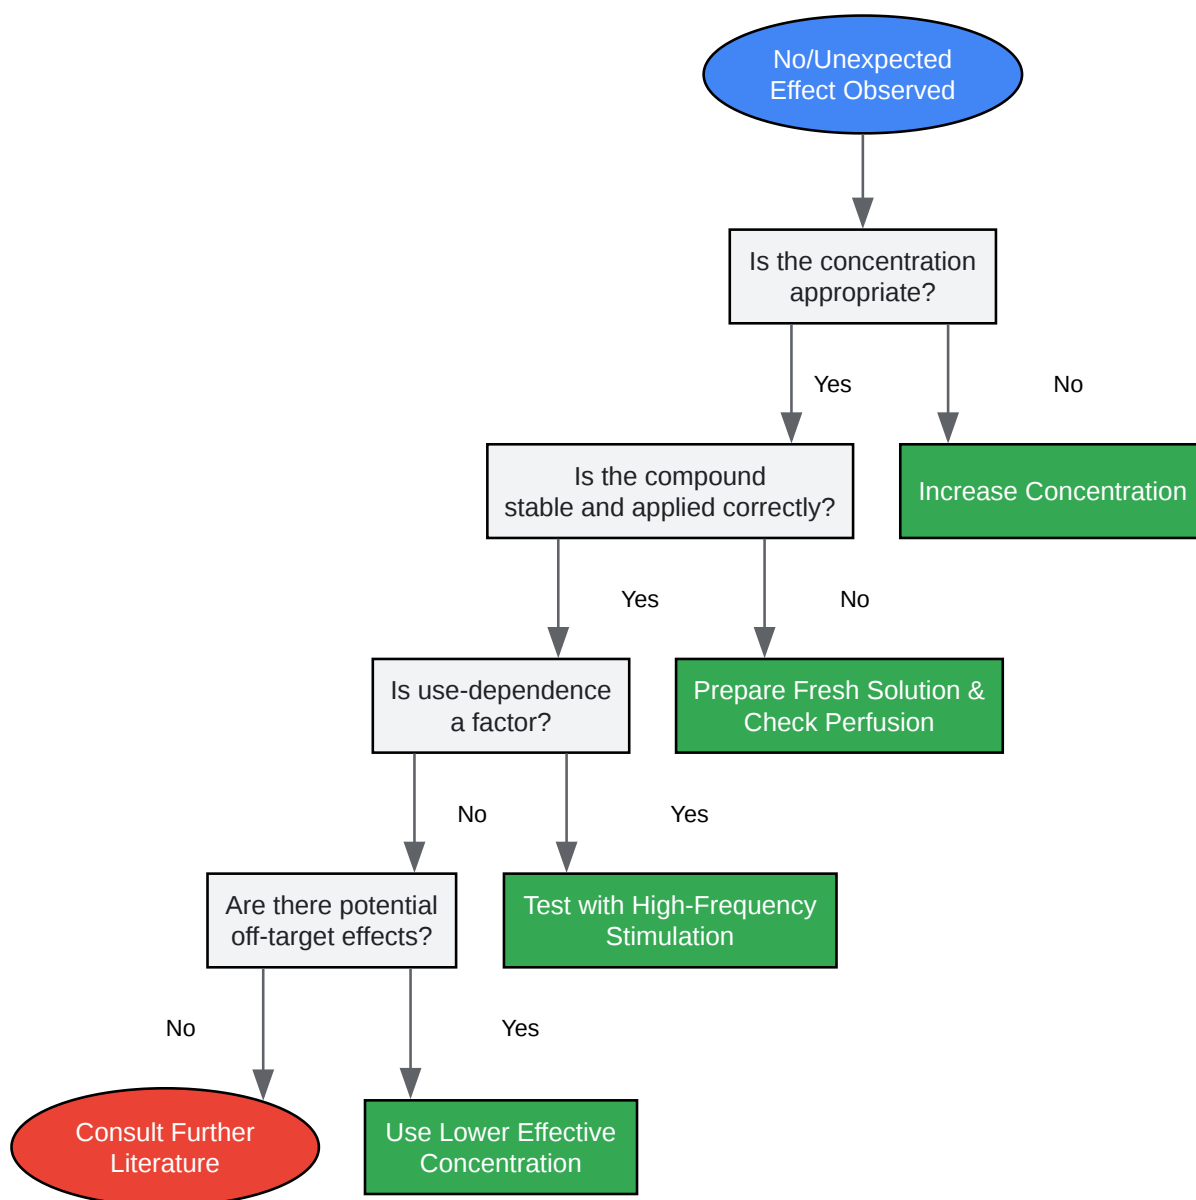 No/Unexpected
Effect Observed
Is the concentration
appropriate?
Yes
No
Is the compound
stable and applied correctly?
Increase Concentration
Yes
No
Is use-dependence
a factor?
Prepare Fresh Solution &
Check Perfusion
No
Yes
Are there potential
off-target effects?
Test with High-Frequency
Stimulation
No
Yes
Consult Further
Literature
Use Lower Effective
Concentration